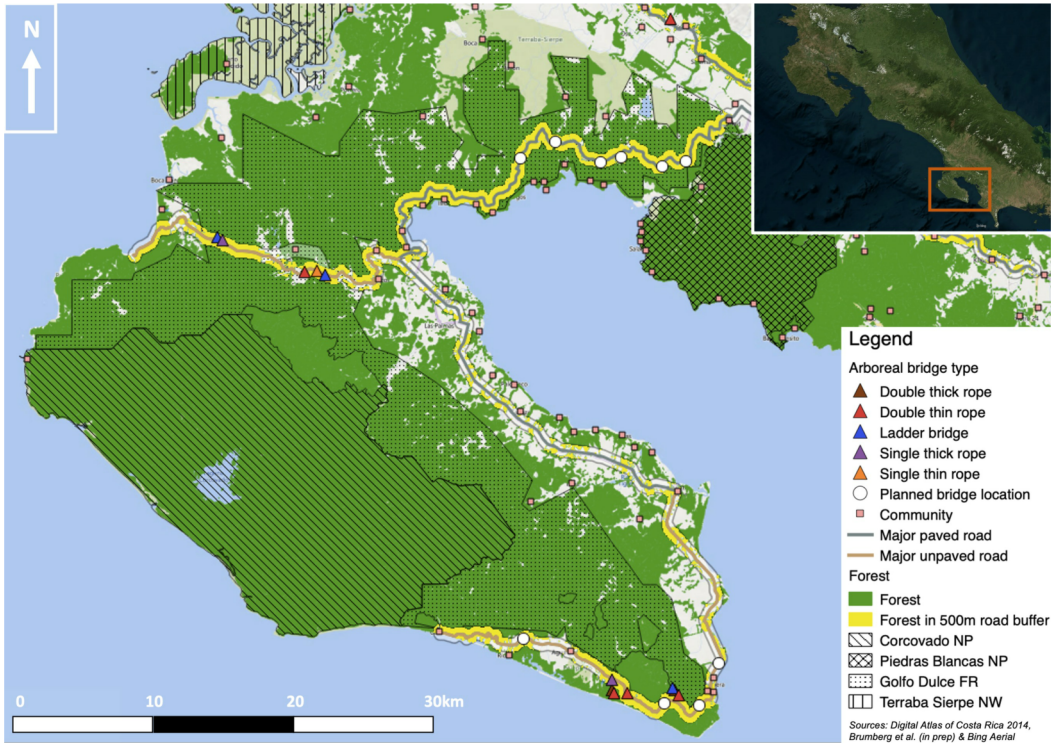 N
Boca
Terraba-Sierpe
Boca
Las Palmas
0
10
20
30km
Legend
Arboreal bridge type
Double thick rope
Double thin rope
Ladder bridge
Single thick rope
Single thin rope
Planned bridge location
Community
Major paved road
Major unpaved road
Forest
Forest
Forest in 500m road buffer
Corcovado NP
Piedras Blancas NP
Golfo Dulce FR
Terraba Sierpe NW
Sources: Digital Atlas of Costa Rica 2014,
Brumberg et al. (in prep) & Bing Aerial